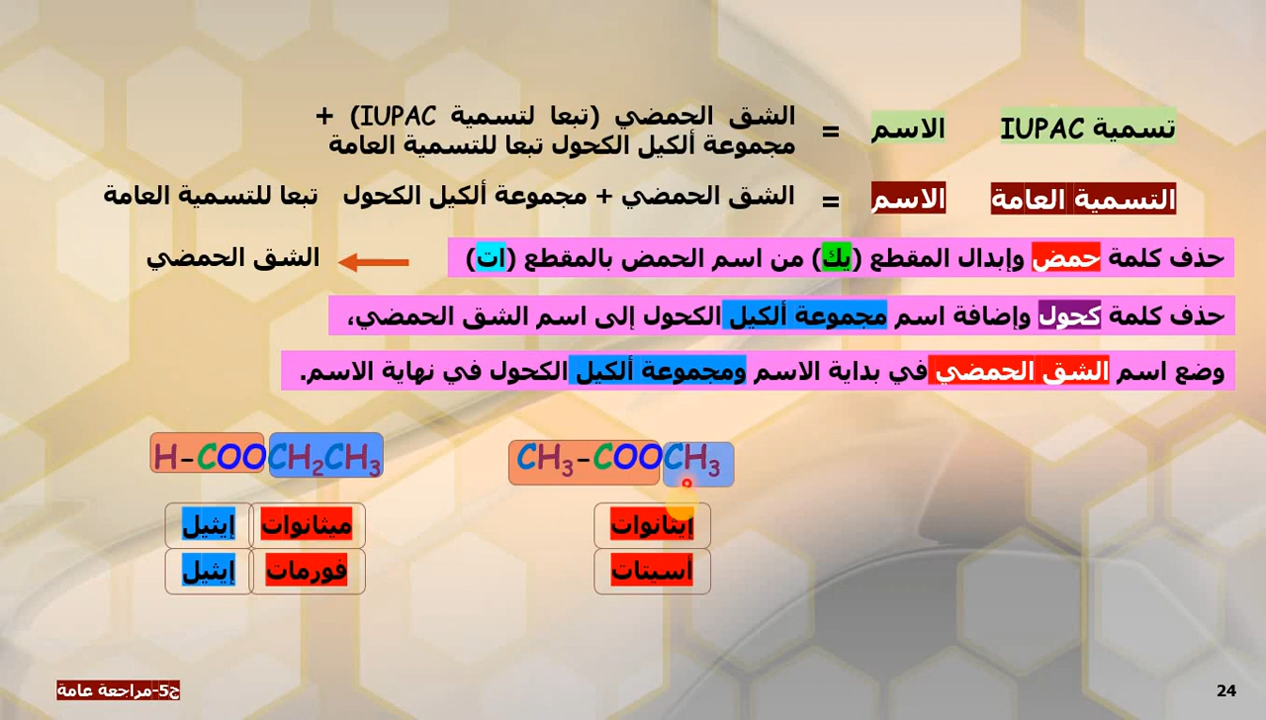 تسمية IUPAC الاسم = الشق الحمضي (تبعا لتسمية IUPAC) +
مجموعة ألكيل الكحول تبعا للتسمية العامة
التسمية العامة الاسم = الشق الحمضي + مجموعة ألكيل الكحول تبعا للتسمية العامة
حذف كلمة حمض وإبدال المقطع (يك) من اسم الحمض بالمقطع (ات) الشق الحمضي
حذف كلمة كحول وإضافة اسم مجموعة ألكيل الكحول إلى اسم الشق الحمضي،
وضع اسم الشق الحمضي في بداية الاسم ومجموعة ألكيل الكحول في نهاية الاسم.
CH₃-COOCH₃
H-COOCH₂CH₃
إيثانوات
ميثانوات إيثيل
أسيتات
فورمات إيثيل
ج5-مراجعة عامة
24